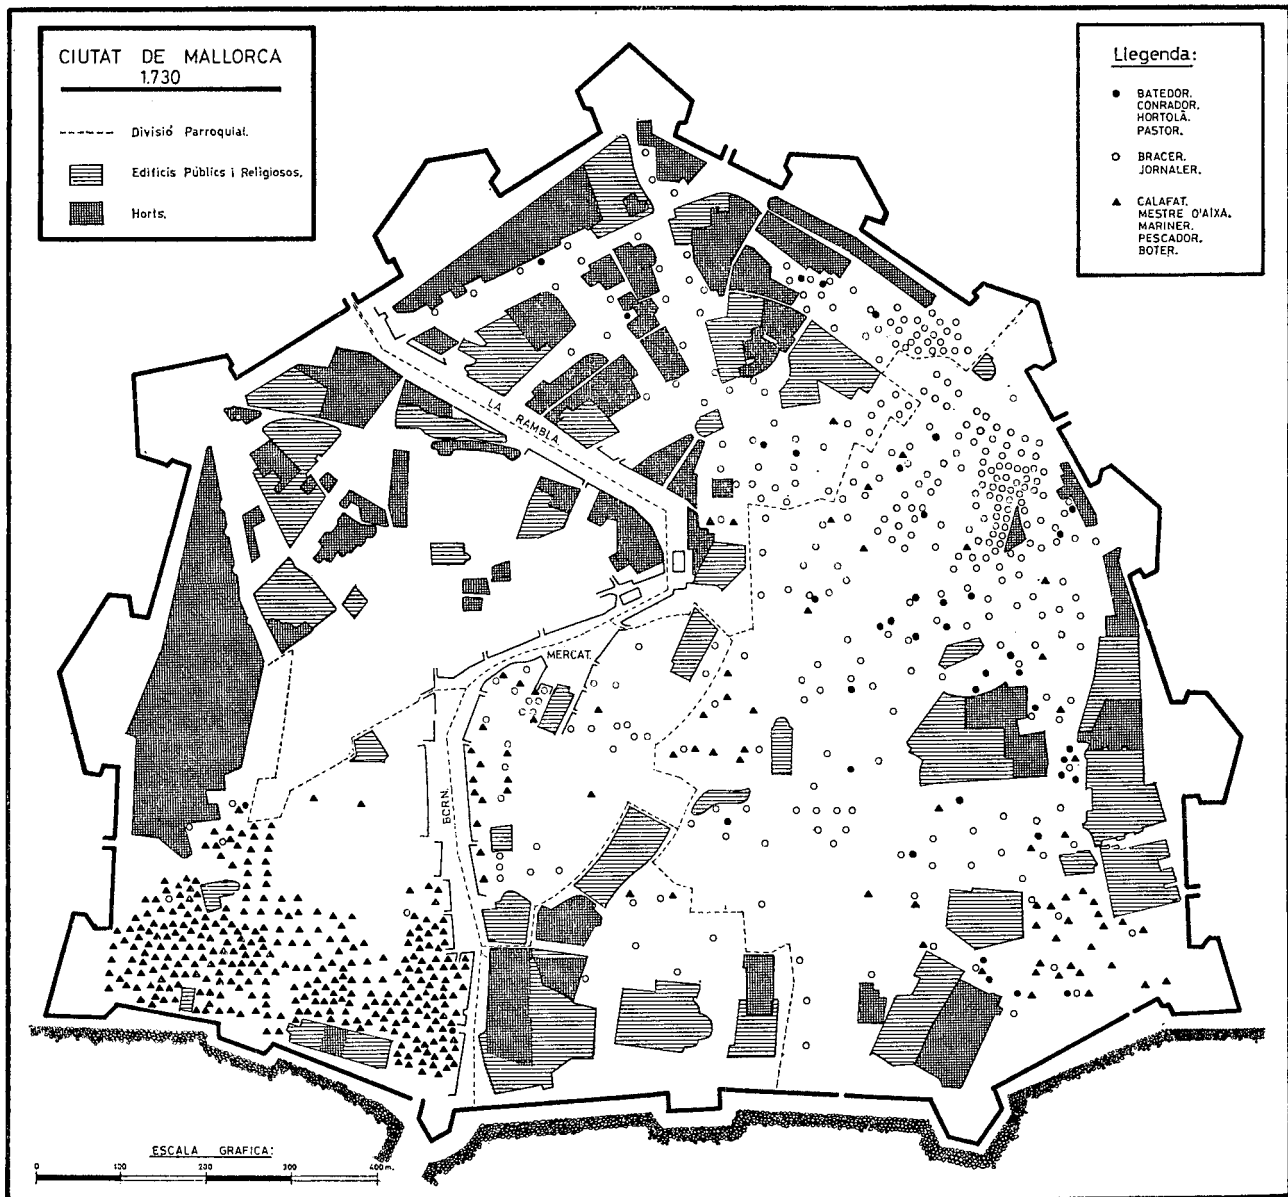 CIUTAT DE MALLORCA
1.730
Divisió Parroquial.
Edificis Públics i Religiosos.
Horts.
Llegenda:
BATEDOR.
CONRADOR.
HORTOLÀ.
PASTOR.
BRACER.
JORNALER.
CALAFAT.
MESTRE D'AIXA.
MARINER.
PESCADOR.
BOTER.
LA RAMBLA.
MERCAT.
BORN.
ESCALA GRAFICA:
0 100 200 300 400 m.